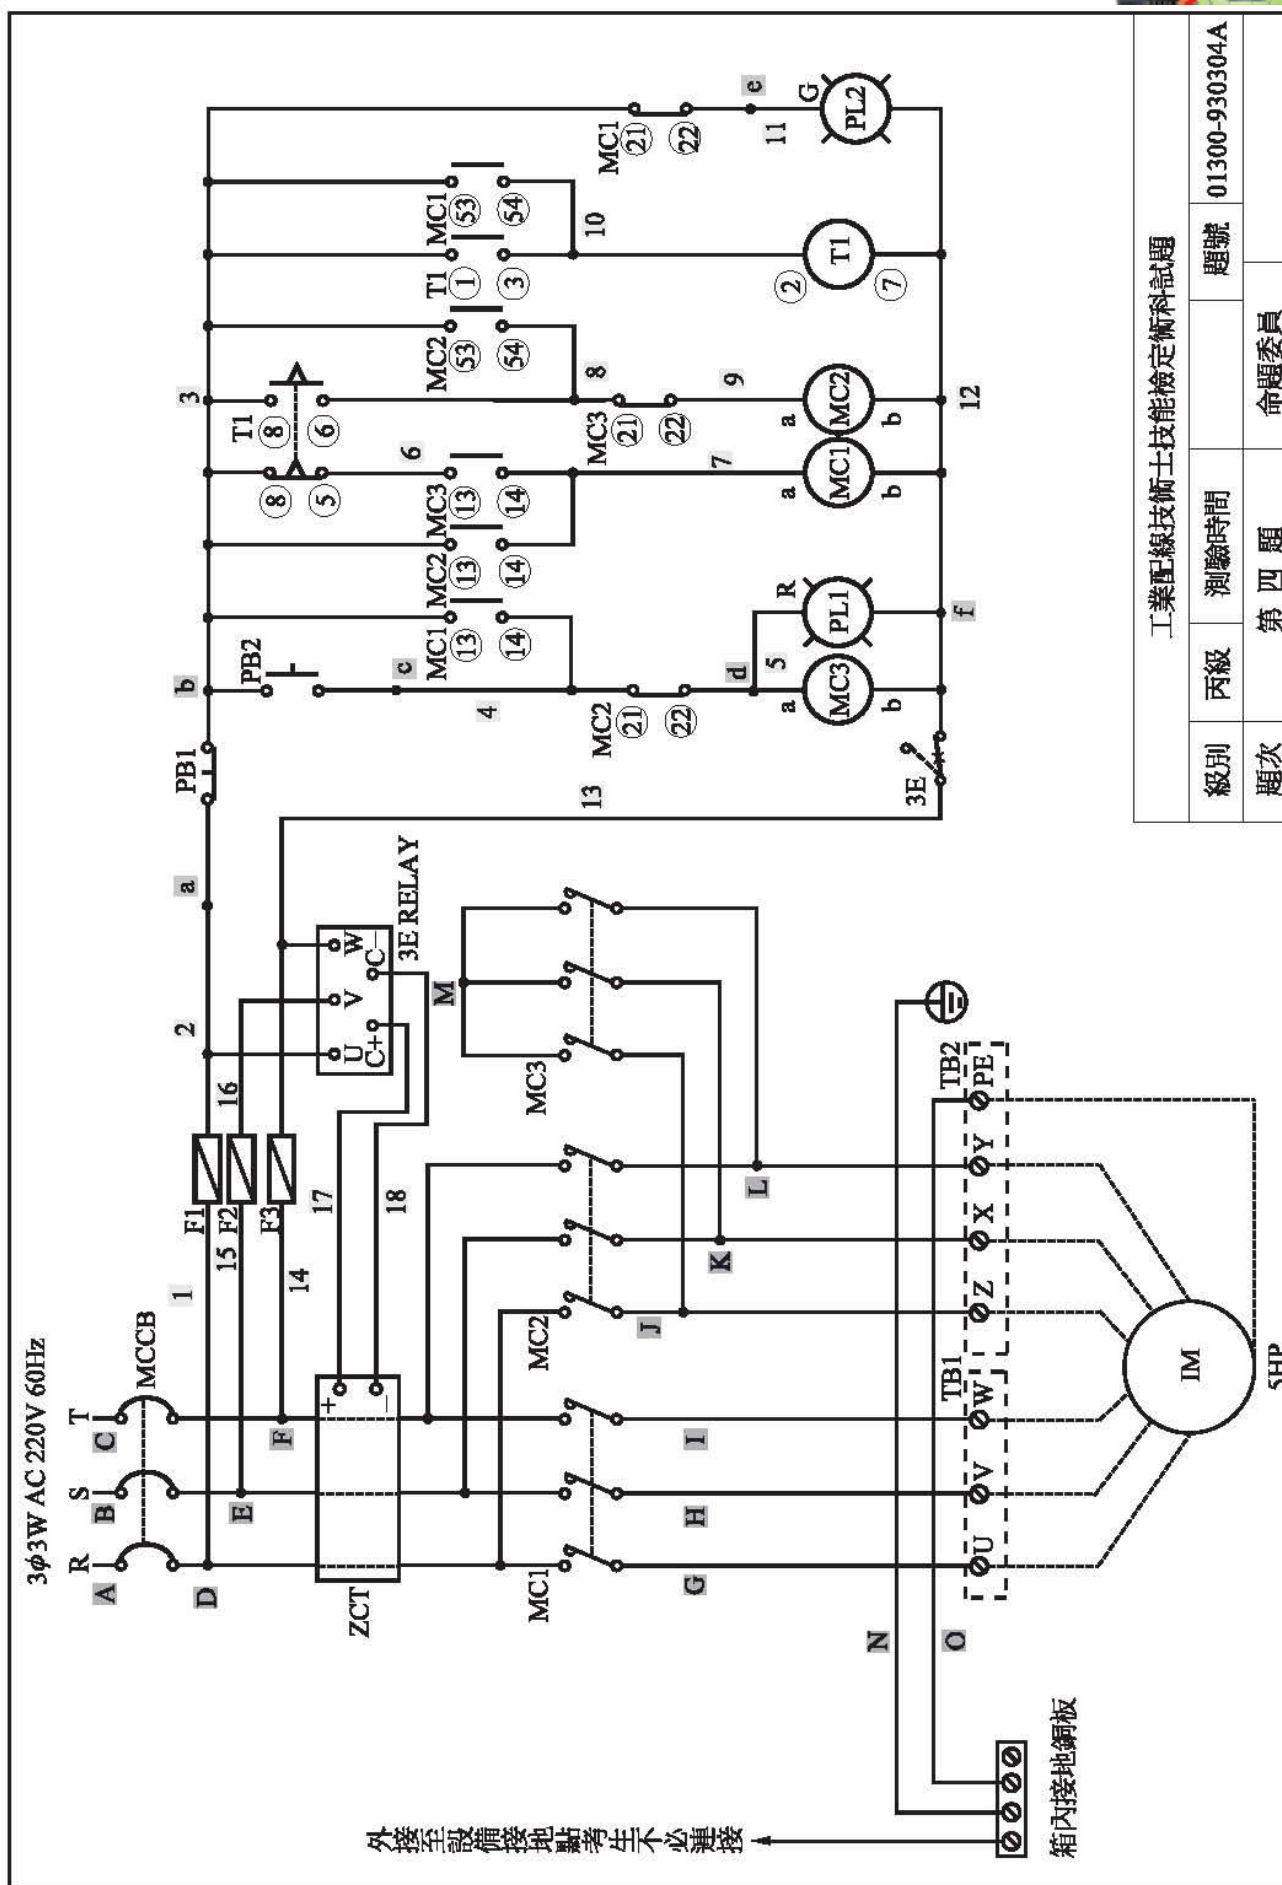 3φ3W AC 220V 60Hz
R S T
A B C
MCCB
D E F
1
15
14
F1
F2
F3
2
16
17
18
ZCT
+
−
U V W
C+ C−
3E RELAY
a
PB1
b
3
PB2
c
4
MC1
13
14
MC2
13
14
MC3
13
14
T1
8
5
8
6
6
MC2
53
54
T1
1
3
MC1
53
54
MC1
21
22
MC2
21
22
MC3
21
22
8
9
7
10
11
e
d
5
R
G
a
MC3
b
PL1
a
MC1
b
a
MC2
b
2
T1
7
PL2
f
12
3E
13
MC1
MC2
MC3
M
G H I
J K L
TB1
U V W
TB2
Z X Y PE
IM
5HP
N
O
外接至設備接地點考生不必連接
箱內接地銅板
工業配線技術士技能檢定術科試題
級別 丙級 測驗時間 題號 01300-930304A
題次 第四題 命題委員